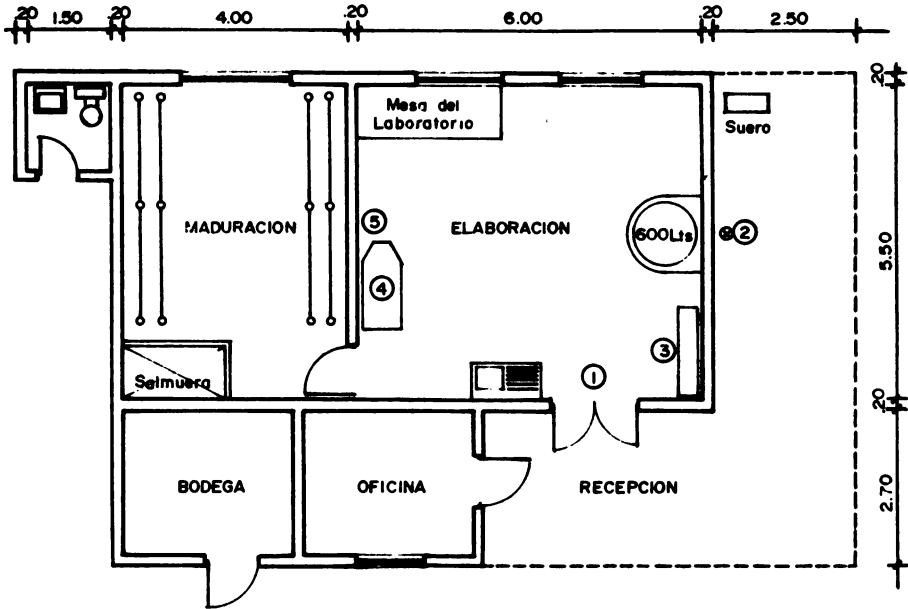 .20 1.50 .20 4.00 .20 6.00 .20 2.50
.20
Mesa del
Laboratorio
Suero
MADURACION
5
ELABORACION
600Lts
2
5.50
4
3
1
Salmuera
.20
BODEGA
OFICINA
RECEPCION
2.70